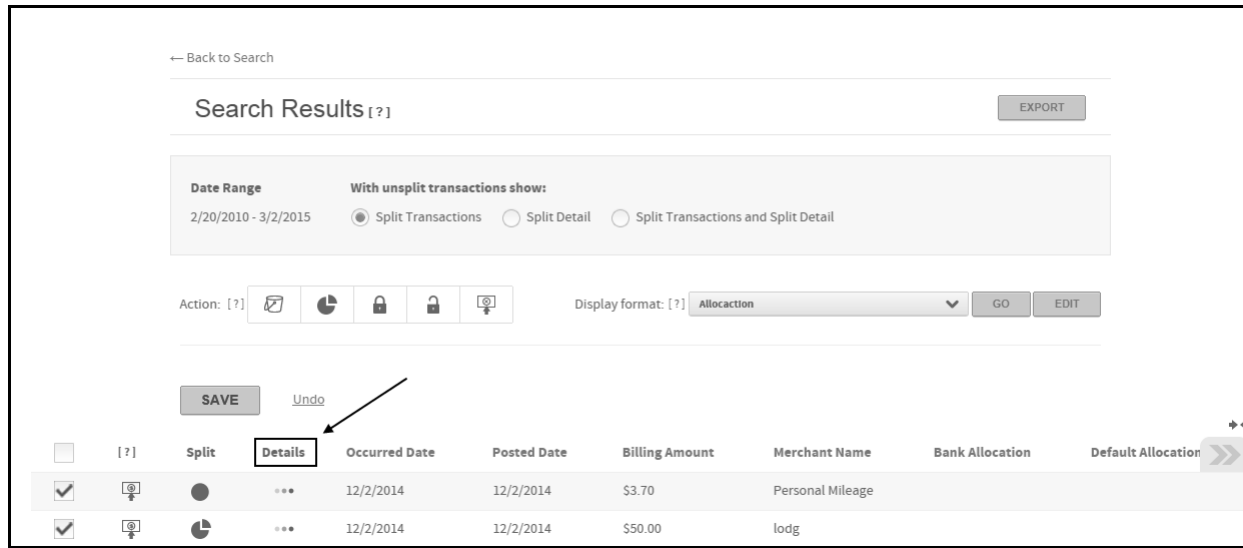 ← Back to Search
Search Results [ ? ]
EXPORT
Date Range
With unsplit transactions show:
2/20/2010 - 3/2/2015
Split Transactions
Split Detail
Split Transactions and Split Detail
Action: [ ? ]
Display format: [ ? ]
Allocaction
GO
EDIT
SAVE
Undo
[ ? ] Split Details Occurred Date Posted Date Billing Amount Merchant Name Bank Allocation Default Allocation
12/2/2014 12/2/2014 $3.70 Personal Mileage
12/2/2014 12/2/2014 $50.00 lodg